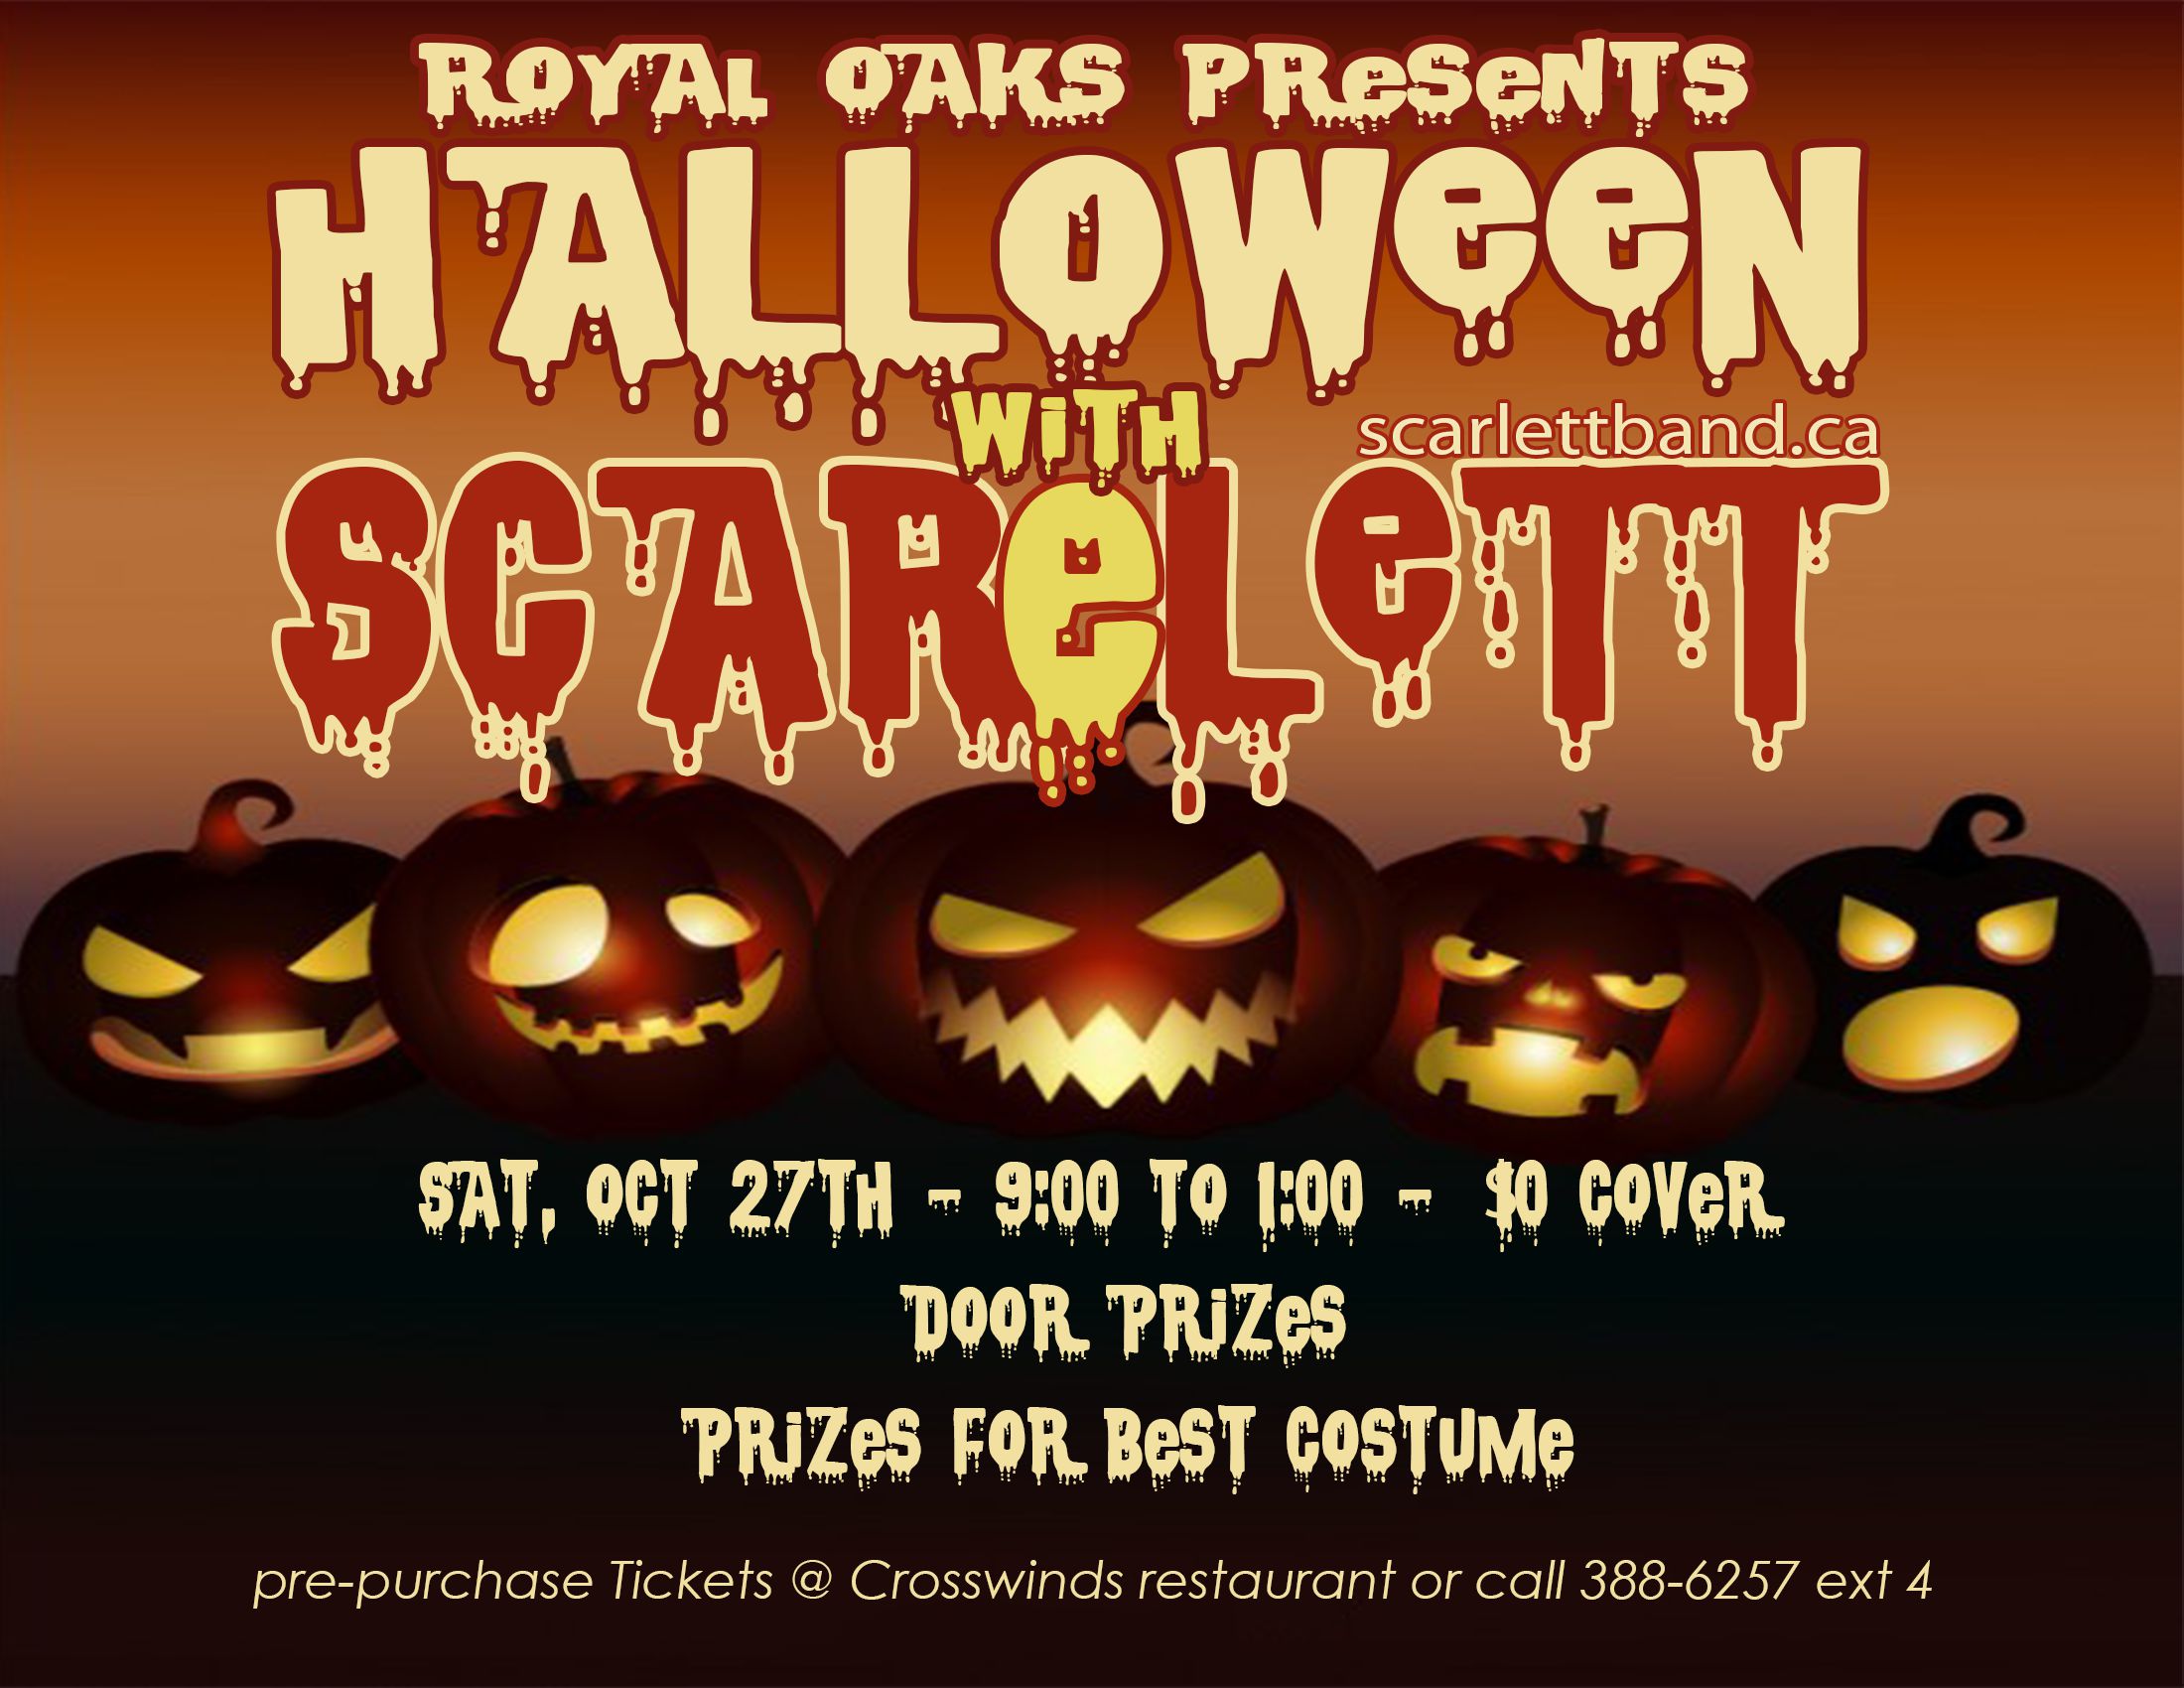 ROYAL OAKS PReSeNTS
HALLOWeeN
WiTH
scarlettband.ca
SCAReLeTT
SAT, OCT 27TH - 9:00 TO 1:00 - $0 COVeR
DOOR PRiZeS
PRiZeS FOR BeST COSTUMe
pre-purchase Tickets @ Crosswinds restaurant or call 388-6257 ext 4